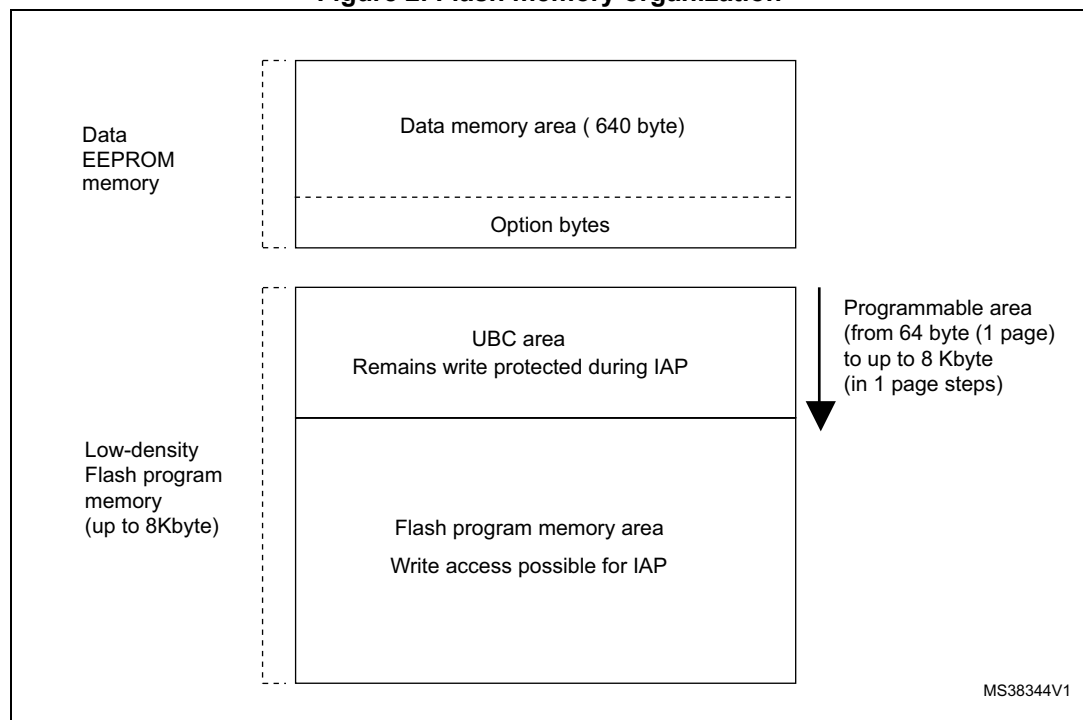 Figure 2. Flash memory organization
Data memory area ( 640 byte)
Data
EEPROM
memory
Option bytes
Programmable area
(from 64 byte (1 page)
to up to 8 Kbyte
(in 1 page steps)
UBC area
Remains write protected during IAP
Low-density
Flash program
memory
(up to 8Kbyte)
Flash program memory area
Write access possible for IAP
MS38344V1